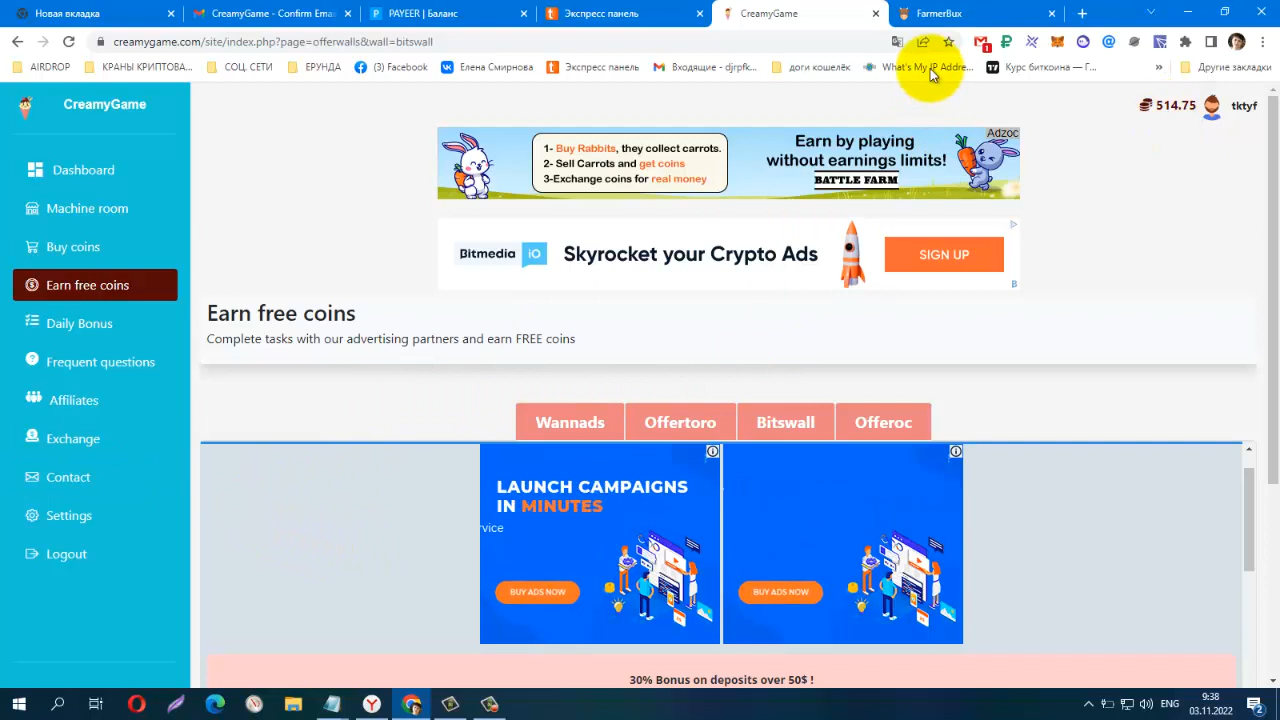 Новая вкладка
CreamyGame - Confirm Emai
PAYEER | Баланс
Экспресс панель
CreamyGame
FarmerBux
creamygame.com/site/index.php?page=offerwalls&wall=bitswall
1
AIRDROP
КРАНЫ КРИПТОВА...
СОЦ. СЕТИ
ЕРУНДА
(3) Facebook
Елена Смирнова
Экспресс панель
Входящие - djrpfk...
доги кошелёк
What's My IP Addre...
Курс биткоина — Г...
»
Другие закладки
CreamyGame
514.75
tktyf
Dashboard
Machine room
Buy coins
Earn free coins
Daily Bonus
Frequent questions
Affiliates
Exchange
Contact
Settings
Logout
1- Buy Rabbits, they collect carrots.
2- Sell Carrots and get coins
3-Exchange coins for real money
Earn by playing
without earnings limits!
BATTLE FARM
Adzoc
Bitmedia iO
Skyrocket your Crypto Ads
SIGN UP
B
Earn free coins
Complete tasks with our advertising partners and earn FREE coins
Wannads
Offertoro
Bitswall
Offeroc
LAUNCH CAMPAIGNS
IN MINUTES
rvice
BUY ADS NOW
BUY ADS NOW
30% Bonus on deposits over 50$ !
ENG
9:38
03.11.2022
2